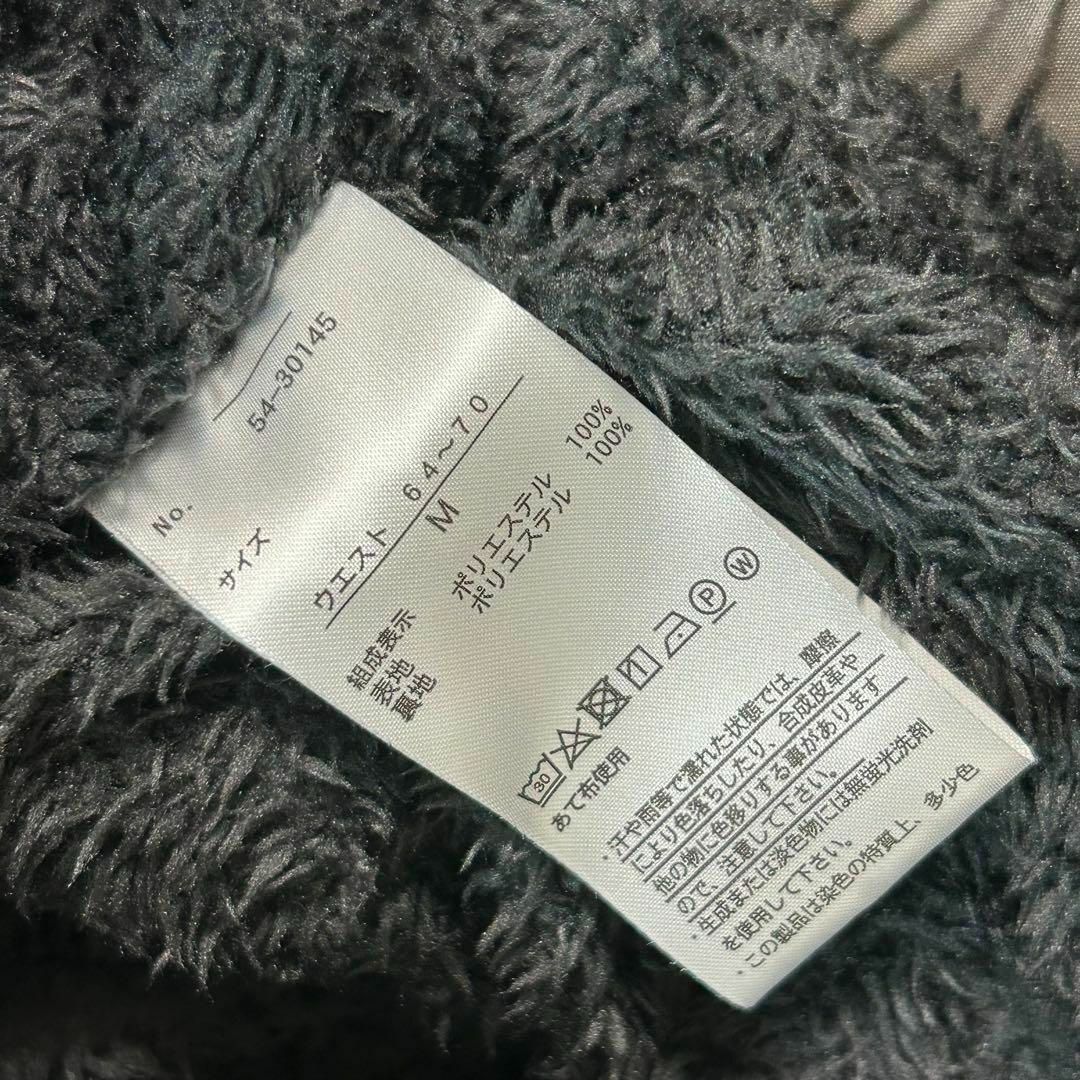 No. 54-30145
サイズ
ウエスト 64～70
M
組成表示
表地 ポリエステル 100%
裏地 ポリエステル 100%
30 P W
あて布使用
・汗や雨等で濡れた状態では、摩擦
により色落ちしたり、合成皮革や
他の物に色移りする事があります
ので、注意して下さい。
・生成または淡色物には無蛍光洗剤
を使用して下さい。
・この製品は染色の特質上、多少色